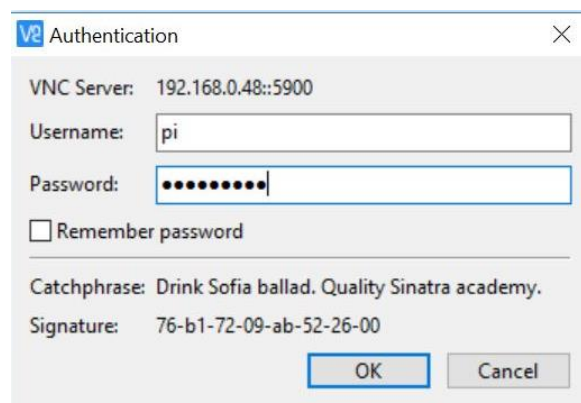 V2 Authentication
VNC Server: 192.168.0.48::5900
Username: pi
Password: •••••••••
Remember password
Catchphrase: Drink Sofia ballad. Quality Sinatra academy.
Signature: 76-b1-72-09-ab-52-26-00
OK Cancel